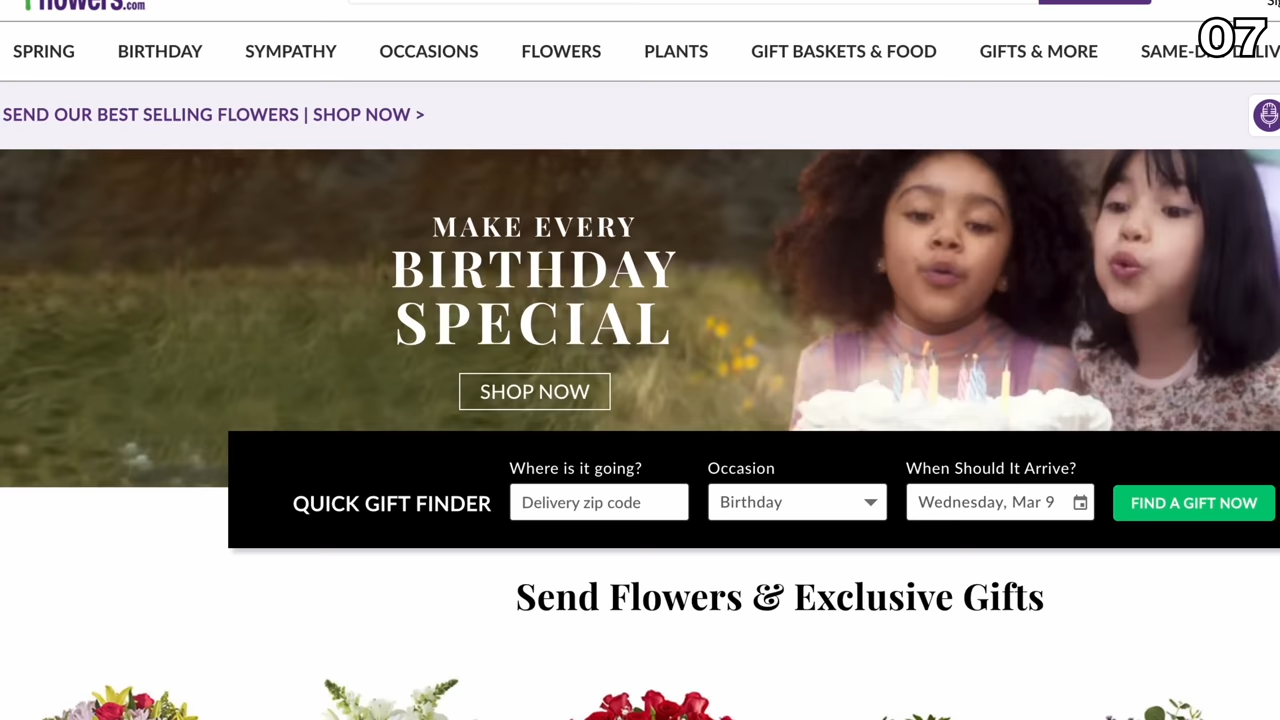 flowers.com
07
SPRING BIRTHDAY SYMPATHY OCCASIONS FLOWERS PLANTS GIFT BASKETS & FOOD GIFTS & MORE
SEND OUR BEST SELLING FLOWERS | SHOP NOW >
MAKE EVERY
BIRTHDAY
SPECIAL
SHOP NOW
Where is it going? Occasion When Should It Arrive?
QUICK GIFT FINDER Delivery zip code Birthday Wednesday, Mar 9 FIND A GIFT NOW
Send Flowers & Exclusive Gifts